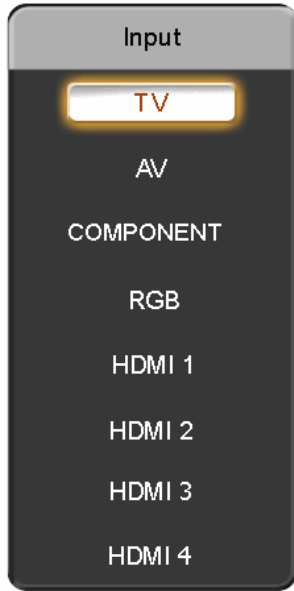 Input
TV
AV
COMPONENT
RGB
HDMI 1
HDMI 2
HDMI 3
HDMI 4